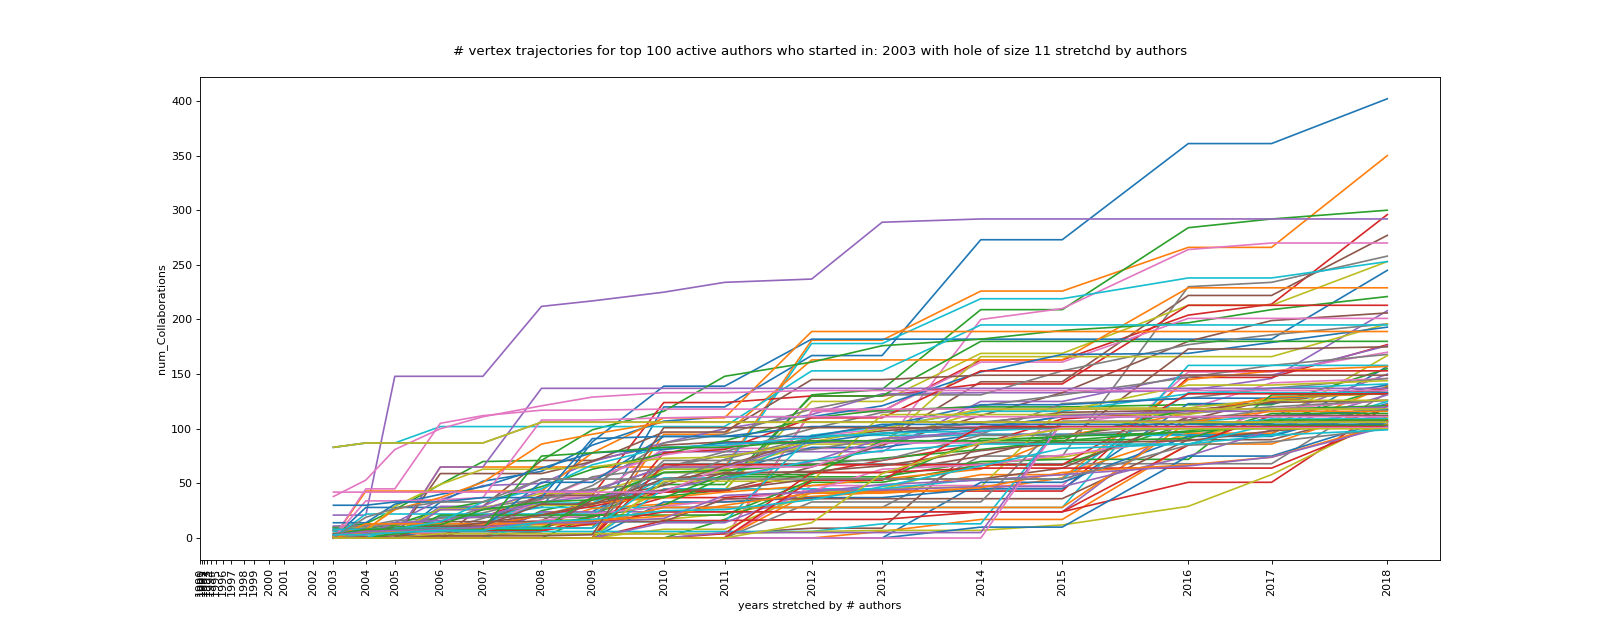 # vertex trajectories for top 100 active authors who started in: 2003 with hole of size 11 stretchd by authors
num_Collaborations
400
350
300
250
200
150
100
50
0
1996 1997 1998 1999 2000 2001 2002 2003 2004 2005 2006 2007 2008 2009 2010 2011 2012 2013 2014 2015 2016 2017 2018
years stretched by # authors